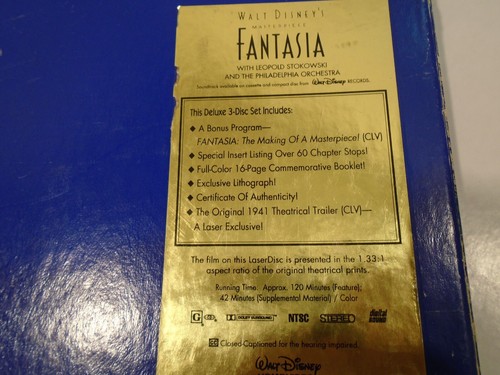 WALT DISNEY'S
MASTERPIECE
FANTASIA
WITH LEOPOLD STOKOWSKI
AND THE PHILADELPHIA ORCHESTRA
Soundtrack available on cassette and compact disc from Walt Disney RECORDS.
This Deluxe 3-Disc Set Includes:
◆ A Bonus Program—
FANTASIA: The Making Of A Masterpiece! (CLV)
◆ Special Insert Listing Over 60 Chapter Stops!
◆ Full-Color 16-Page Commemorative Booklet!
◆ Exclusive Lithograph!
◆ Certificate Of Authenticity!
◆ The Original 1941 Theatrical Trailer (CLV)—
A Laser Exclusive!
The film on this LaserDisc is presented in the 1.33:1
aspect ratio of the original theatrical prints.
Running Time: Approx. 120 Minutes (Feature);
42 Minutes (Supplemental Material) / Color
G DOLBY SURROUND NTSC STEREO digital
CC Closed-Captioned for the hearing impaired.
Walt Disney